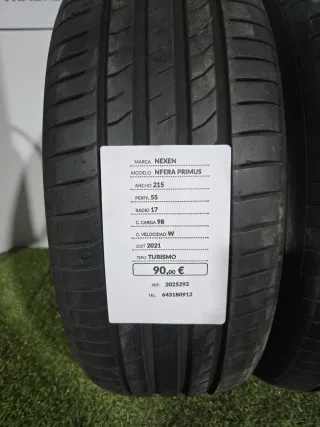 MARCA: NEXEN
MODELO: NFERA PRIMUS
ANCHO: 215
PERFIL: 55
RADIO: 17
C. CARGA: 98
C. VELOCIDAD: W
DOT: 2021
TIPO: TURISMO
90,00 €
REF: 2025292
TEL: 643180912